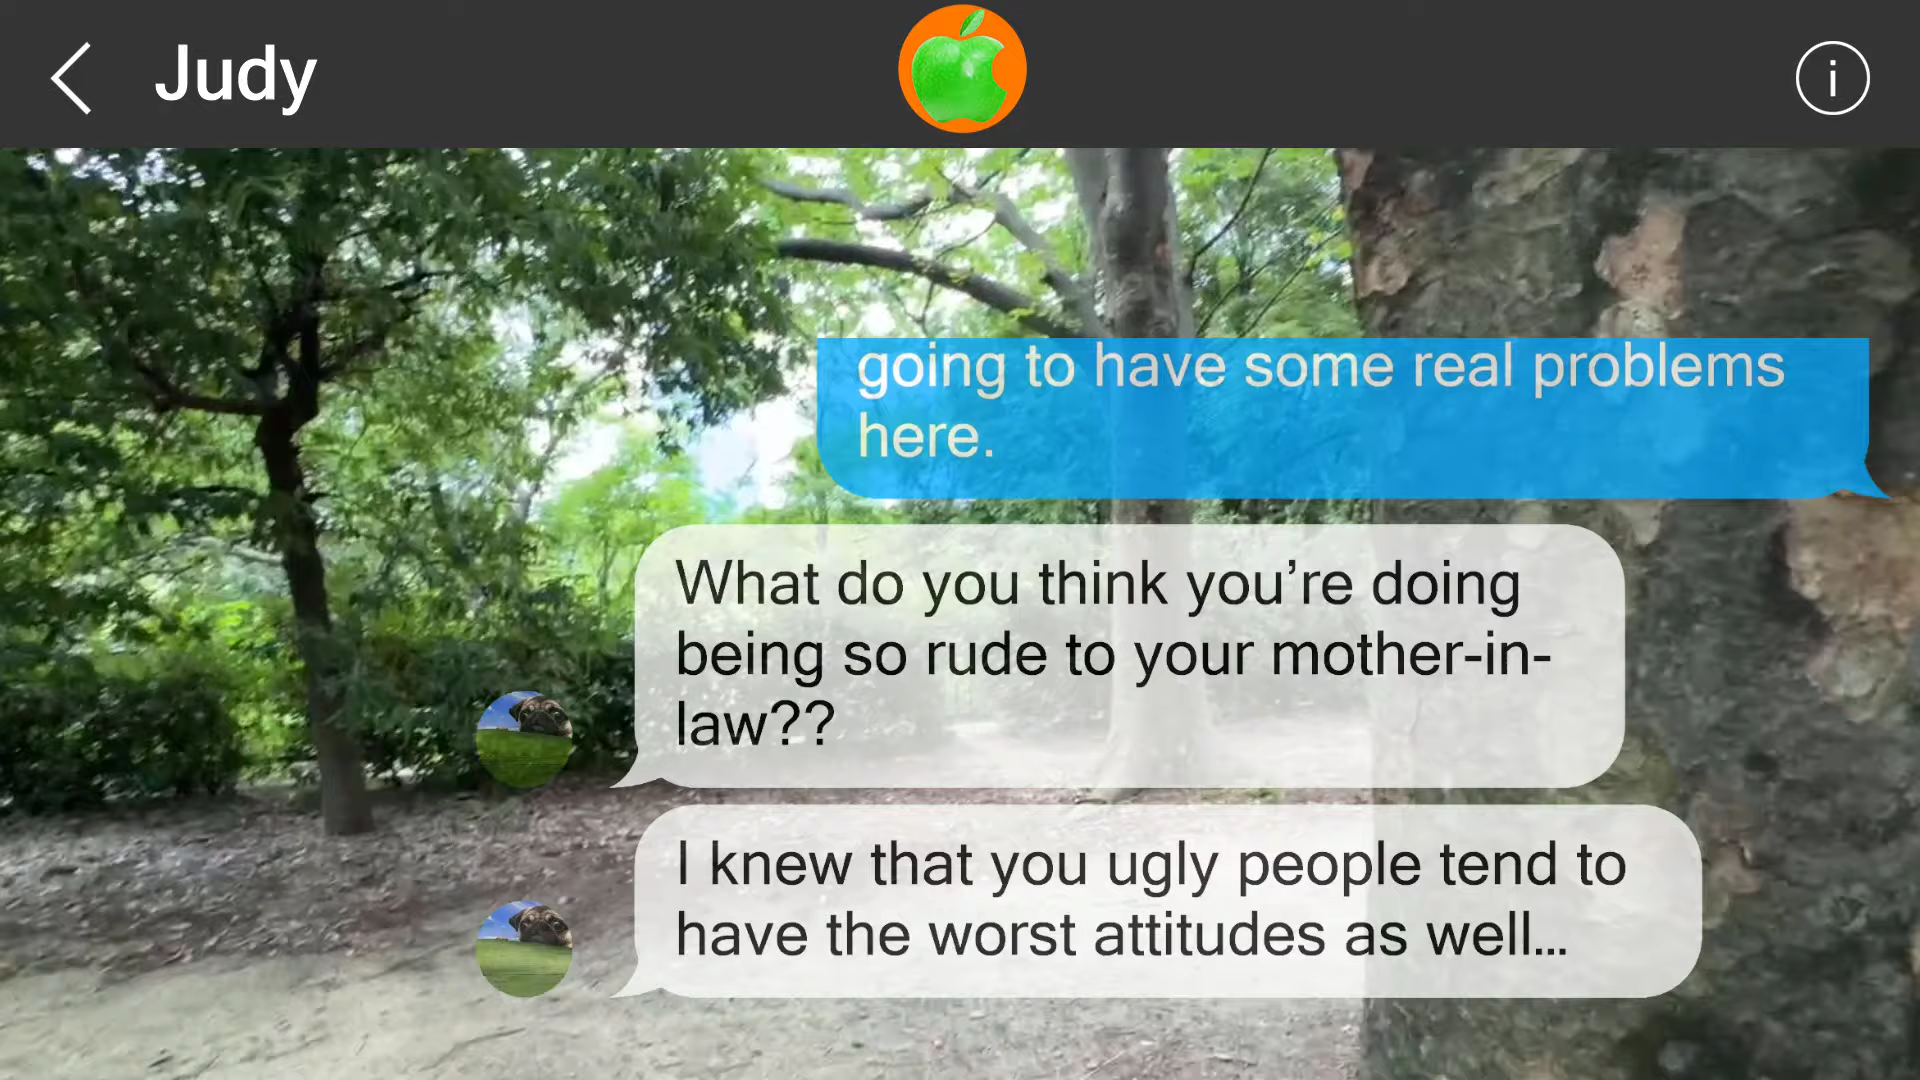 Judy
going to have some real problems
here.
What do you think you’re doing
being so rude to your mother-in-
law??
I knew that you ugly people tend to
have the worst attitudes as well...